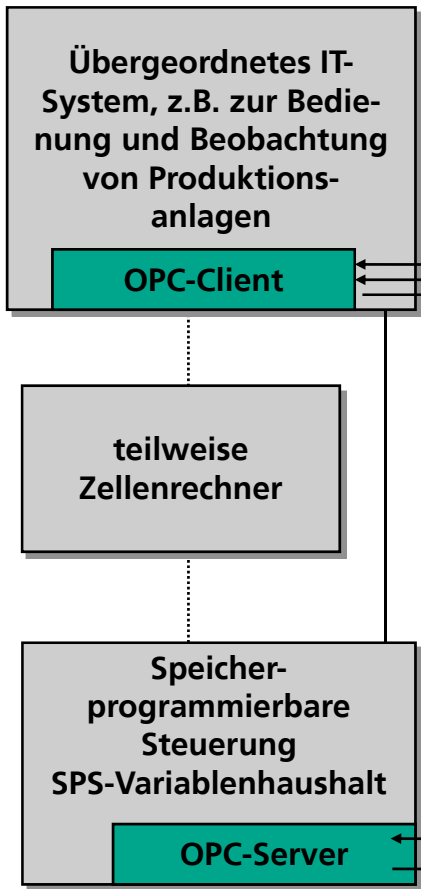 Übergeordnetes IT-
System, z.B. zur Bedie-
nung und Beobachtung
von Produktions-
anlagen
OPC-Client
teilweise
Zellenrechner
Speicher-
programmierbare
Steuerung
SPS-Variablenhaushalt
OPC-Server